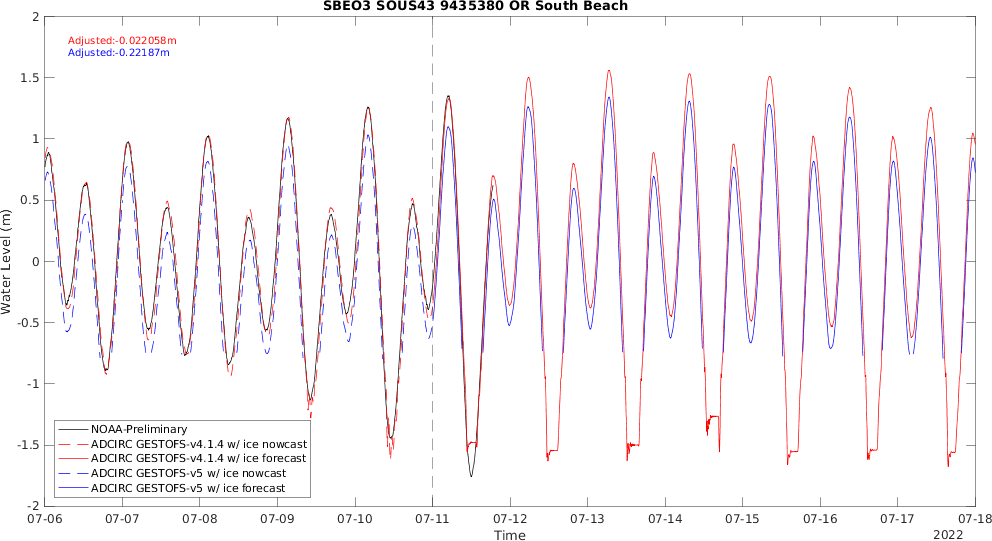 SBEO3 SOUS43 9435380 OR South Beach
Adjusted:-0.022058m
Adjusted:-0.22187m
2
1.5
1
0.5
0
-0.5
-1
-1.5
-2
Water Level (m)
NOAA-Preliminary
ADCIRC GESTOFS-v4.1.4 w/ ice nowcast
ADCIRC GESTOFS-v4.1.4 w/ ice forecast
ADCIRC GESTOFS-v5 w/ ice nowcast
ADCIRC GESTOFS-v5 w/ ice forecast
07-06 07-07 07-08 07-09 07-10 07-11 07-12 07-13 07-14 07-15 07-16 07-17 07-18
Time
2022